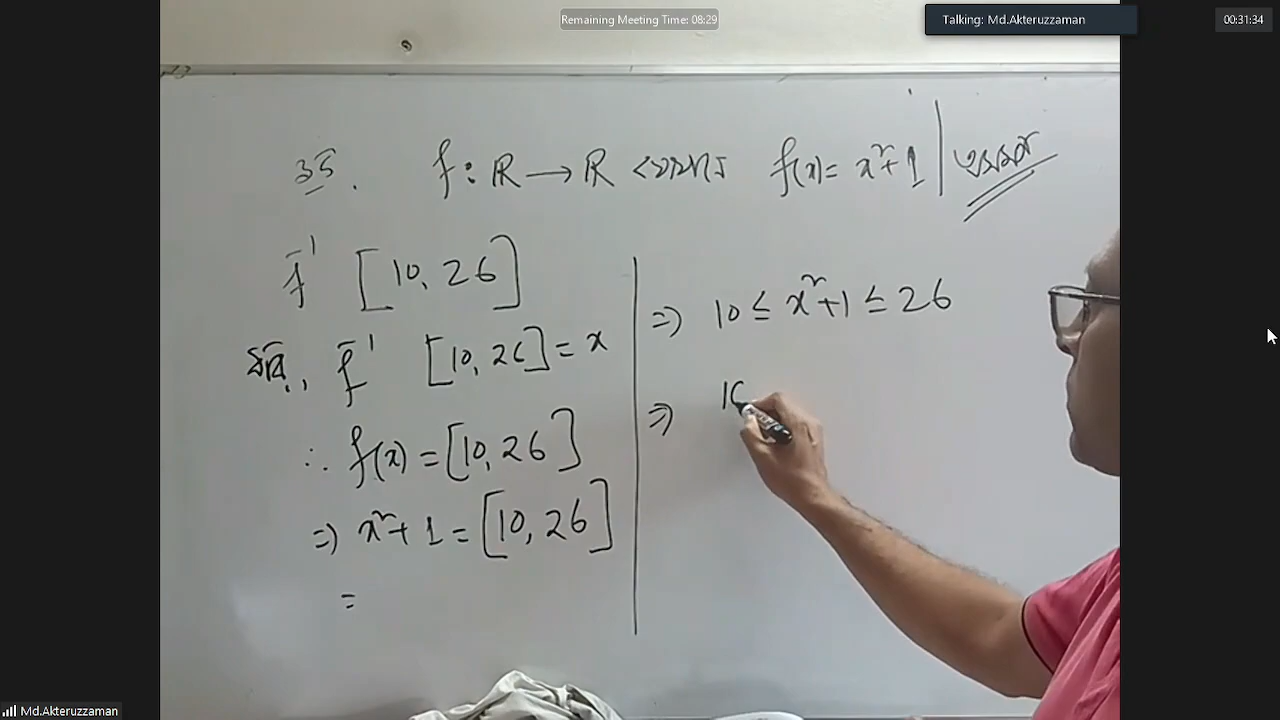 Remaining Meeting Time: 08:29
Talking: Md.Akteruzzaman
00:31:34
35. f : ℝ → ℝ f(x) = x² + 1
f⁻¹ [10, 26]
ধরি, f⁻¹ [10, 26] = x
∴ f(x) = [10, 26]
⇒ x² + 1 = [10, 26]
=
⇒ 10 ≤ x² + 1 ≤ 26
⇒ 10
Md.Akteruzzaman